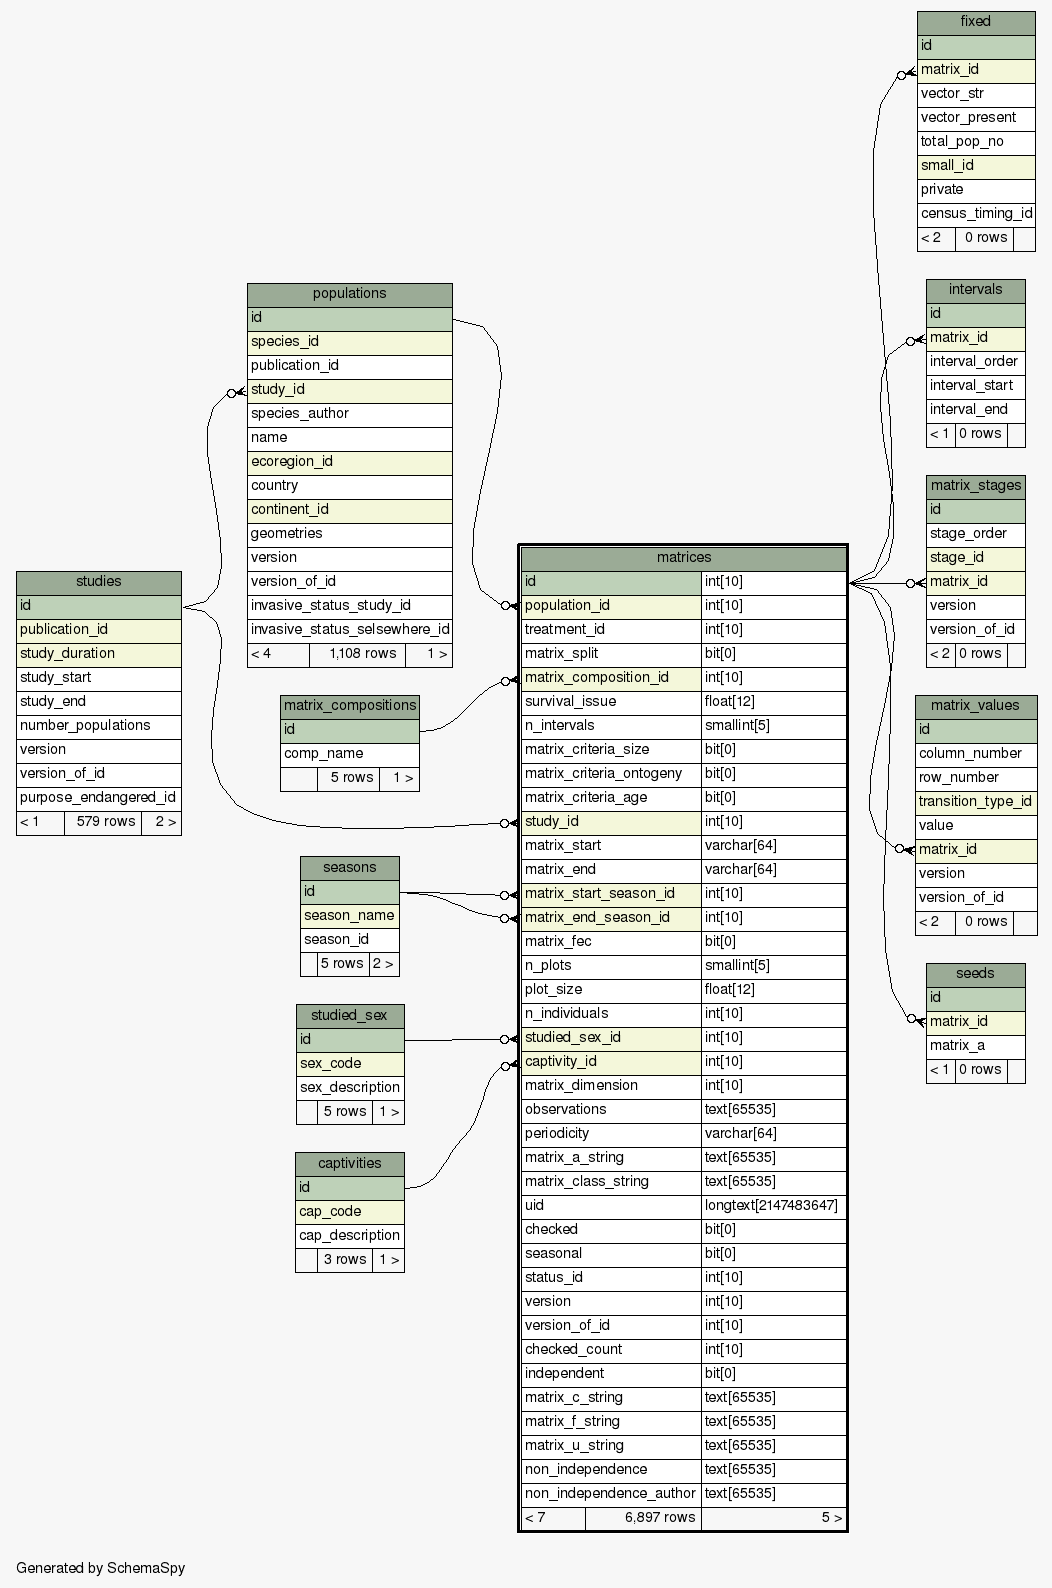 fixed
id
matrix_id
vector_str
vector_present
total_pop_no
small_id
private
census_timing_id
< 2 0 rows
intervals
id
matrix_id
interval_order
interval_start
interval_end
< 1 0 rows
populations
id
species_id
publication_id
study_id
species_author
name
ecoregion_id
country
continent_id
geometries
version
version_of_id
invasive_status_study_id
invasive_status_selsewhere_id
< 4 1,108 rows 1 >
matrix_stages
id
stage_order
stage_id
matrix_id
version
version_of_id
< 2 0 rows
studies
id
publication_id
study_duration
study_start
study_end
number_populations
version
version_of_id
purpose_endangered_id
< 1 579 rows 2 >
matrix_compositions
id
comp_name
5 rows 1 >
seasons
id
season_name
season_id
5 rows 2 >
studied_sex
id
sex_code
sex_description
5 rows 1 >
captivities
id
cap_code
cap_description
3 rows 1 >
matrices
id int[10]
population_id int[10]
treatment_id int[10]
matrix_split bit[0]
matrix_composition_id int[10]
survival_issue float[12]
n_intervals smallint[5]
matrix_criteria_size bit[0]
matrix_criteria_ontogeny bit[0]
matrix_criteria_age bit[0]
study_id int[10]
matrix_start varchar[64]
matrix_end varchar[64]
matrix_start_season_id int[10]
matrix_end_season_id int[10]
matrix_fec bit[0]
n_plots smallint[5]
plot_size float[12]
n_individuals int[10]
studied_sex_id int[10]
captivity_id int[10]
matrix_dimension int[10]
observations text[65535]
periodicity varchar[64]
matrix_a_string text[65535]
matrix_class_string text[65535]
uid longtext[2147483647]
checked bit[0]
seasonal bit[0]
status_id int[10]
version int[10]
version_of_id int[10]
checked_count int[10]
independent bit[0]
matrix_c_string text[65535]
matrix_f_string text[65535]
matrix_u_string text[65535]
non_independence text[65535]
non_independence_author text[65535]
< 7 6,897 rows 5 >
matrix_values
id
column_number
row_number
transition_type_id
value
matrix_id
version
version_of_id
< 2 0 rows
seeds
id
matrix_id
matrix_a
< 1 0 rows
Generated by SchemaSpy